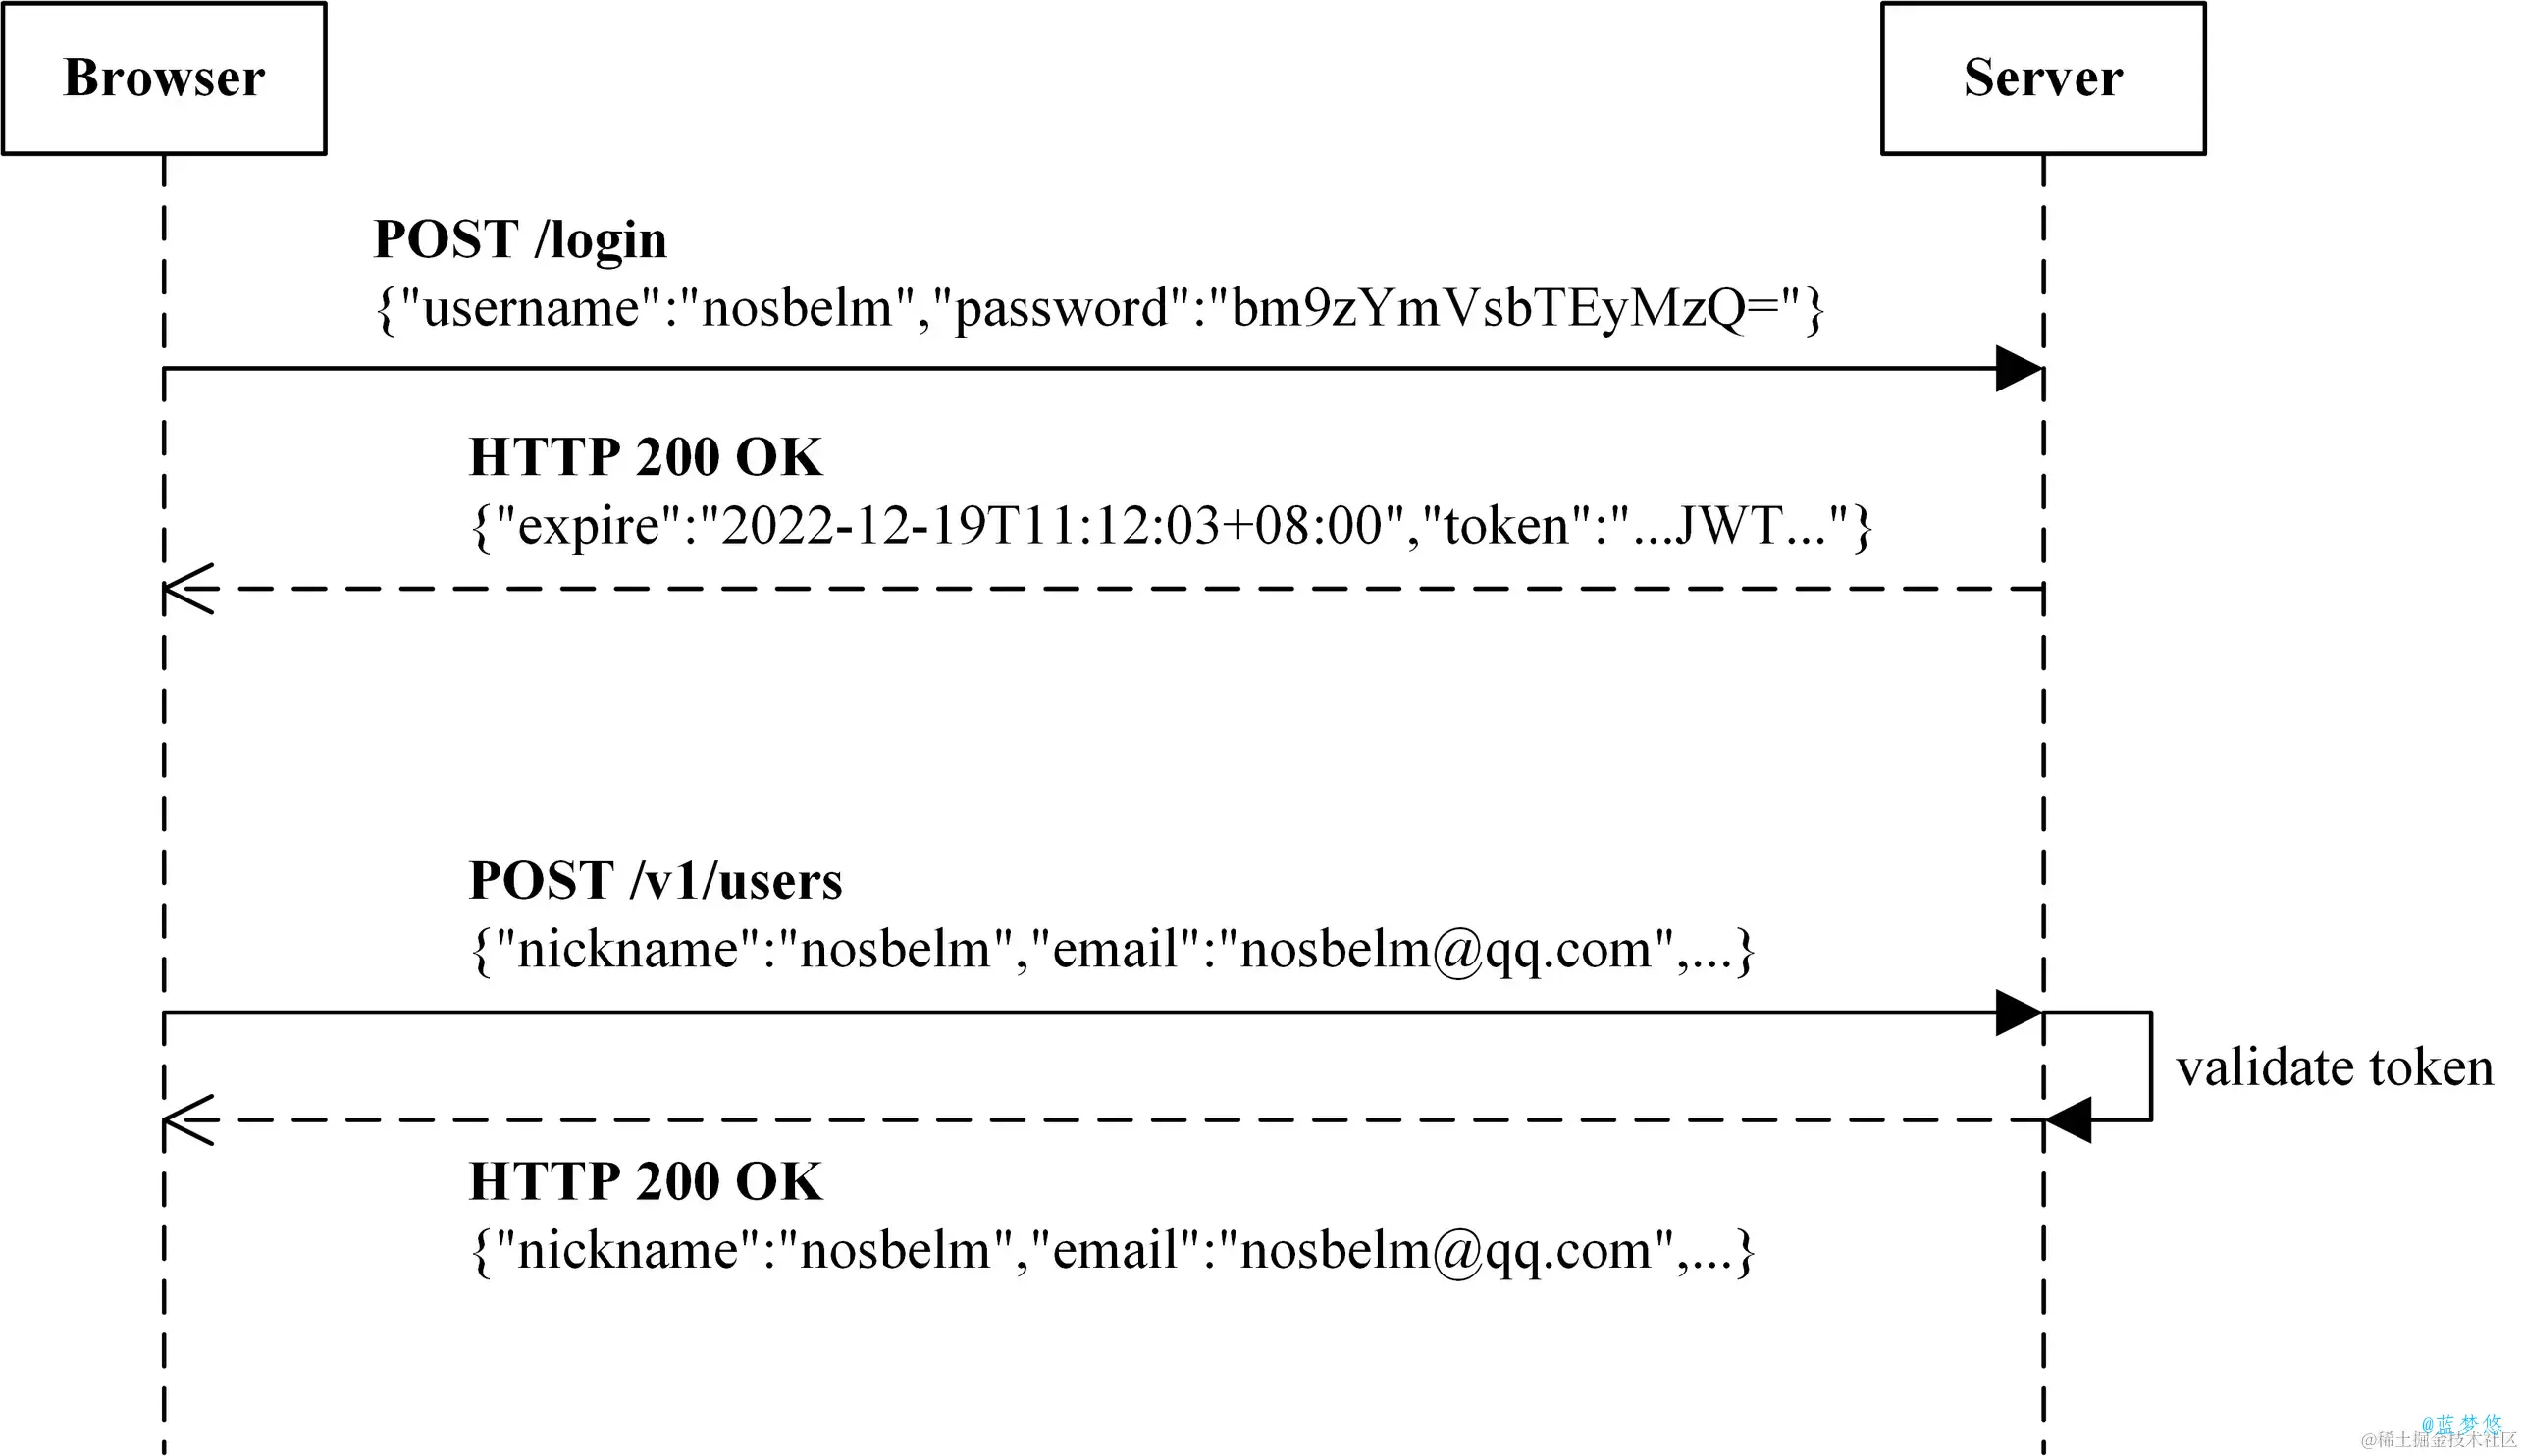 Browser
Server
POST /login
{"username":"nosbelm","password":"bm9zYmVsbTEyMzQ="}
HTTP 200 OK
{"expire":"2022-12-19T11:12:03+08:00","token":"...JWT..."}
POST /v1/users
{"nickname":"nosbelm","email":"nosbelm@qq.com",...}
validate token
HTTP 200 OK
{"nickname":"nosbelm","email":"nosbelm@qq.com",...}
@蓝梦悠
@稀土掘金技术社区